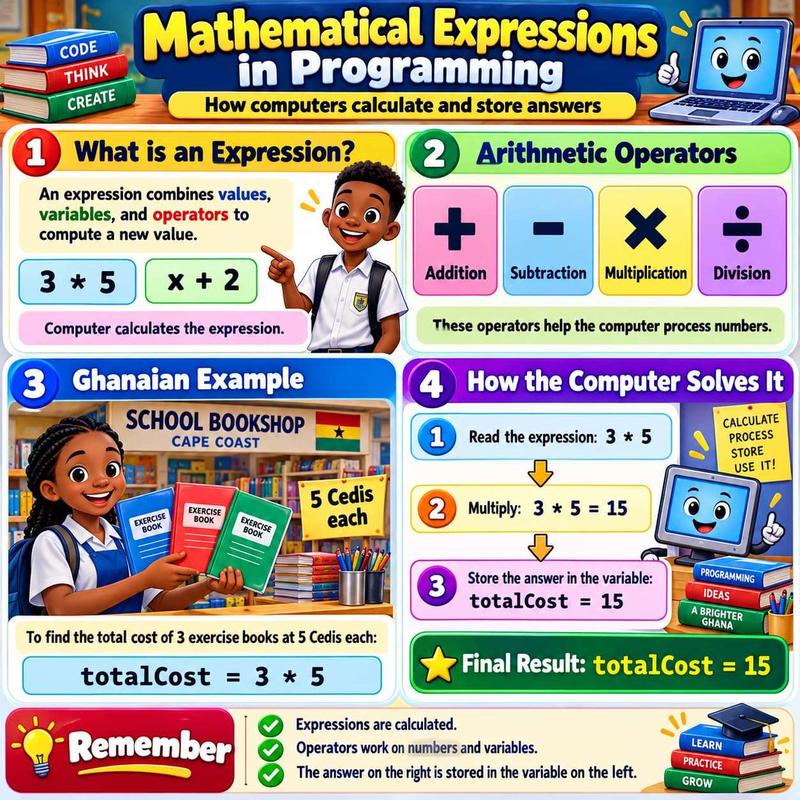 CODE
THINK
CREATE
Mathematical Expressions
in Programming
How computers calculate and store answers
1 What is an Expression?
An expression combines values,
variables, and operators to
compute a new value.
3 * 5
x + 2
Computer calculates the expression.
2 Arithmetic Operators
+
-
×
÷
Addition
Subtraction
Multiplication
Division
These operators help the computer process numbers.
3 Ghanaian Example
SCHOOL BOOKSHOP
CAPE COAST
EXERCISE
BOOK
EXERCISE
BOOK
EXERCISE
BOOK
5 Cedis
each
To find the total cost of 3 exercise books at 5 Cedis each:
totalCost = 3 * 5
4 How the Computer Solves It
1 Read the expression: 3 * 5
2 Multiply: 3 * 5 = 15
3 Store the answer in the variable:
totalCost = 15
CALCULATE
PROCESS
STORE
USE IT!
PROGRAMMING
IDEAS
A BRIGHTER
GHANA
Final Result: totalCost = 15
Remember
Expressions are calculated.
Operators work on numbers and variables.
The answer on the right is stored in the variable on the left.
LEARN
PRACTICE
GROW